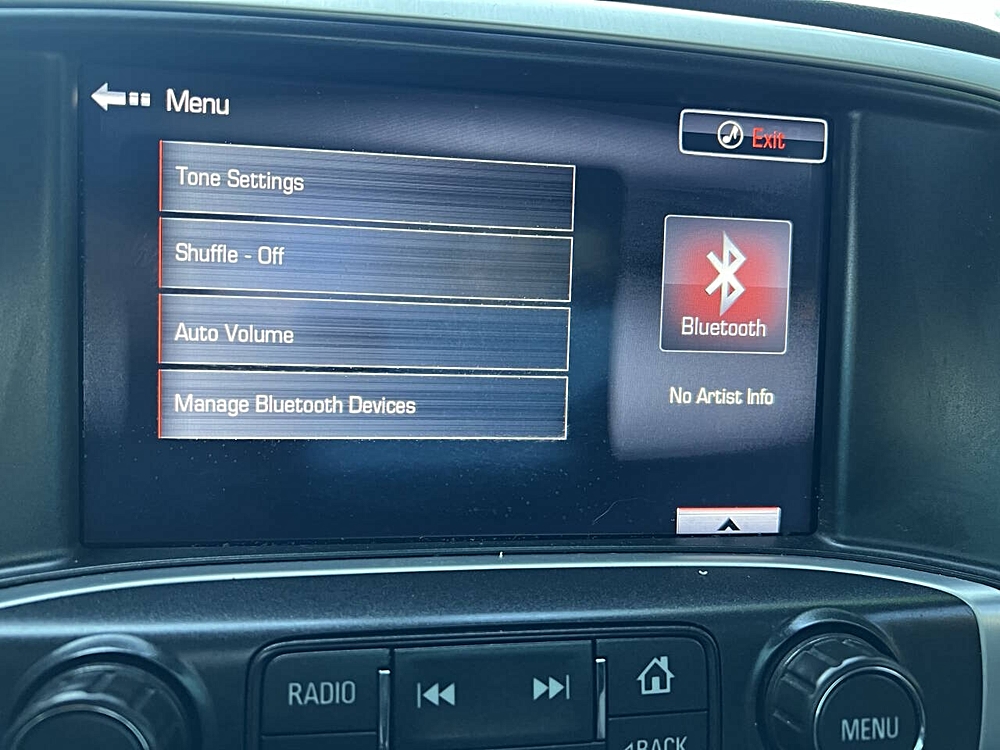 Menu
Exit
Tone Settings
Shuffle - Off
Auto Volume
Manage Bluetooth Devices
Bluetooth
No Artist Info
RADIO
MENU
BACK